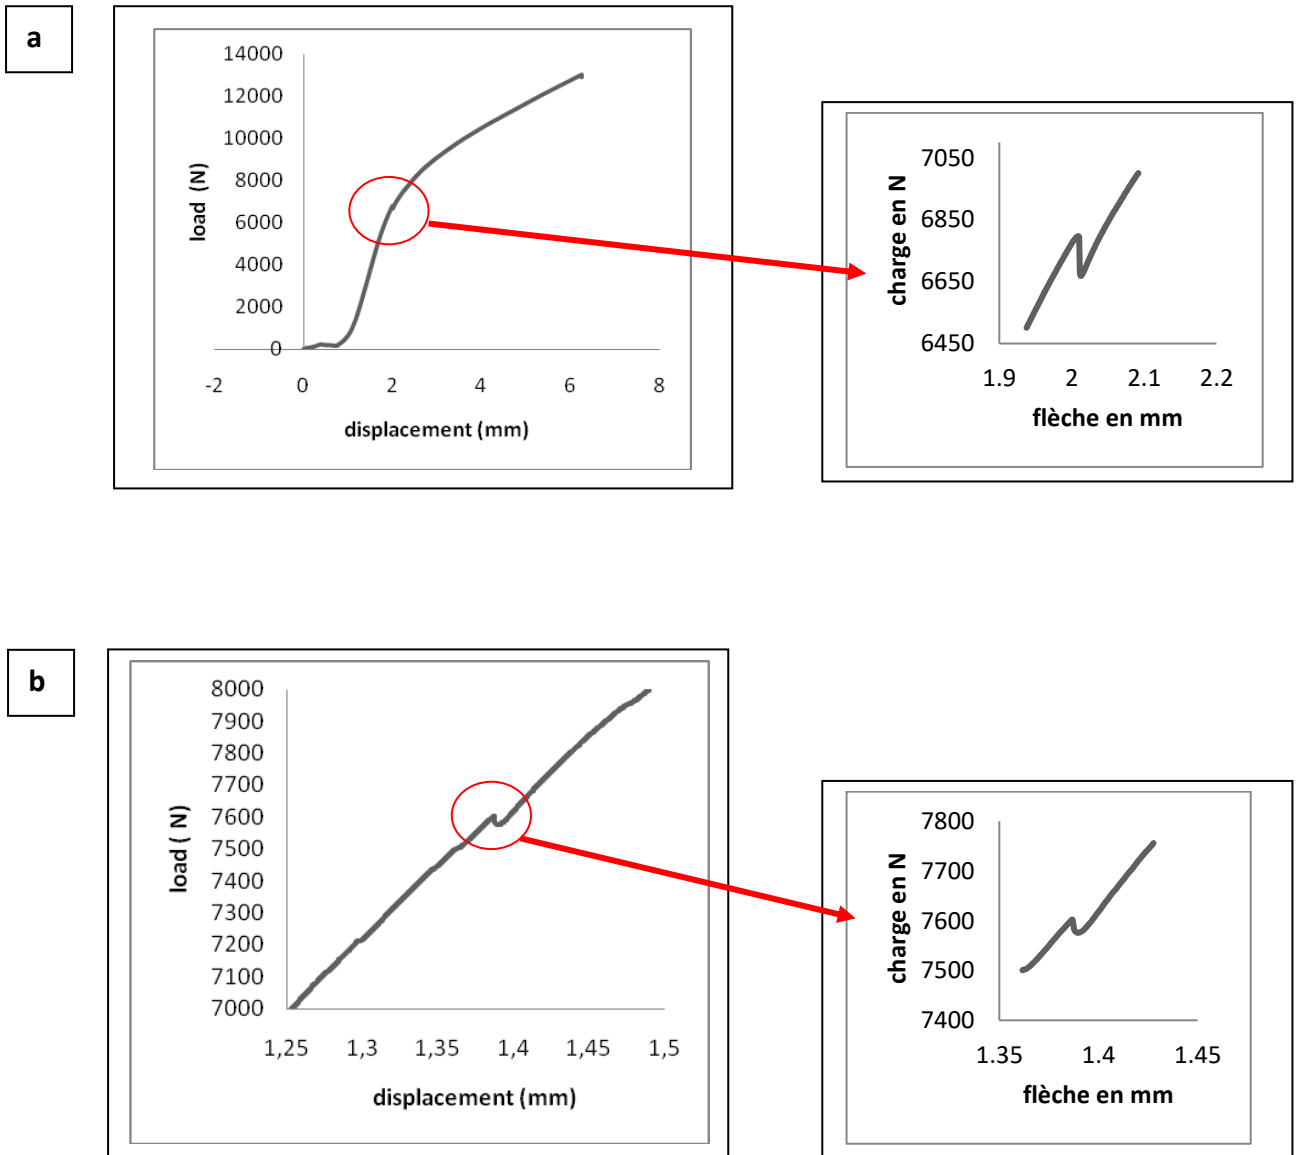 a
14000
12000
10000
8000
6000
4000
2000
0
load (N)
-2 0 2 4 6 8
displacement (mm)
7050
6850
6650
6450
charge en N
1.9 2 2.1 2.2
flèche en mm
b
8000
7900
7800
7700
7600
7500
7400
7300
7200
7100
7000
load ( N)
1,25 1,3 1,35 1,4 1,45 1,5
displacement (mm)
7800
7700
7600
7500
7400
charge en N
1.35 1.4 1.45
flèche en mm